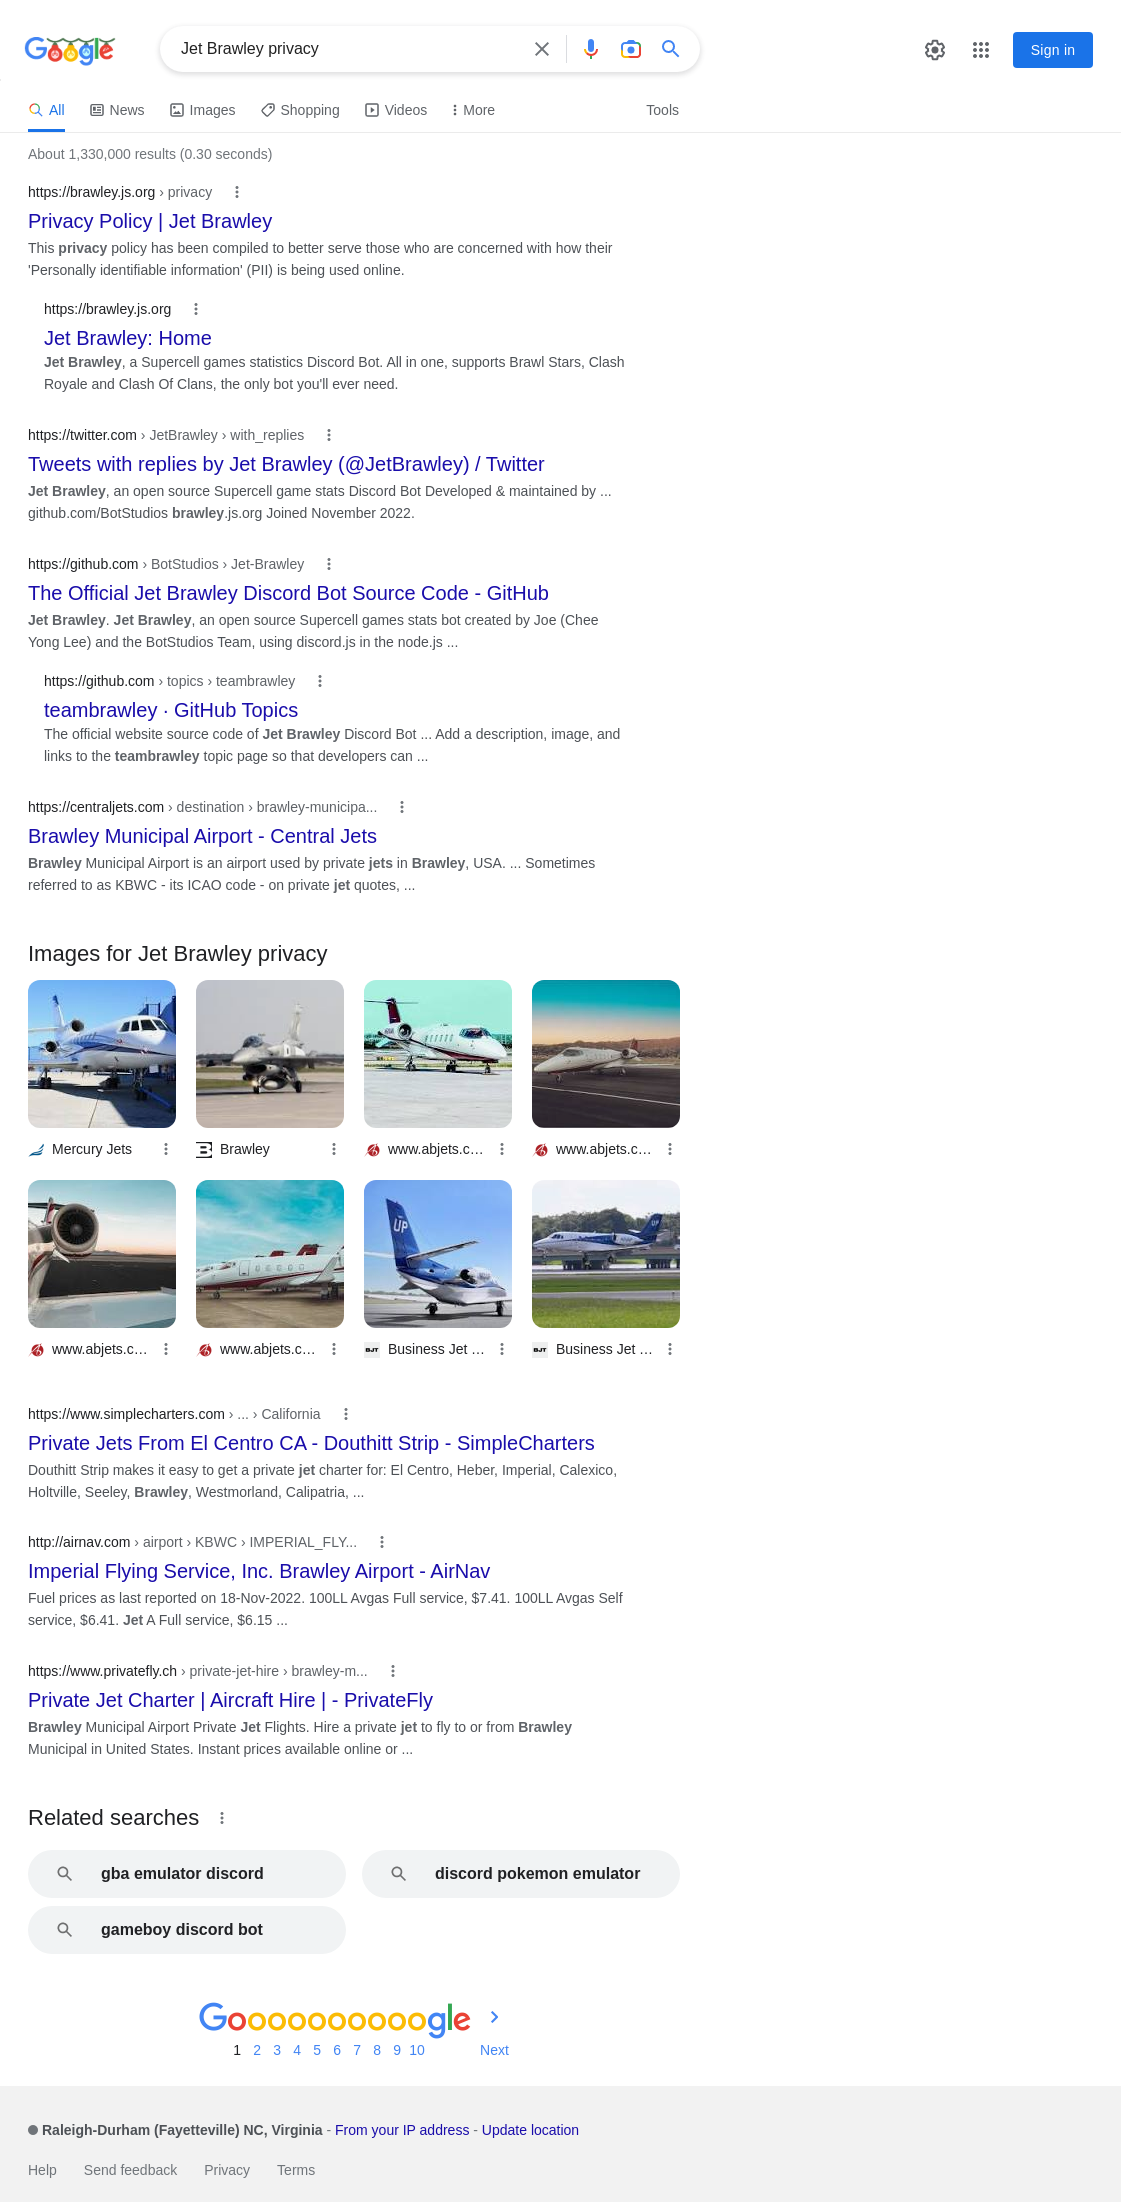 Google
Jet Brawley privacy
Sign in
All
News
Images
Shopping
Videos
More
Tools
About 1,330,000 results (0.30 seconds)
https://brawley.js.org › privacy
Privacy Policy | Jet Brawley
This privacy policy has been compiled to better serve those who are concerned with how their
'Personally identifiable information' (PII) is being used online.
https://brawley.js.org
Jet Brawley: Home
Jet Brawley, a Supercell games statistics Discord Bot. All in one, supports Brawl Stars, Clash
Royale and Clash Of Clans, the only bot you'll ever need.
https://twitter.com › JetBrawley › with_replies
Tweets with replies by Jet Brawley (@JetBrawley) / Twitter
Jet Brawley, an open source Supercell game stats Discord Bot Developed & maintained by ...
github.com/BotStudios brawley.js.org Joined November 2022.
https://github.com › BotStudios › Jet-Brawley
The Official Jet Brawley Discord Bot Source Code - GitHub
Jet Brawley. Jet Brawley, an open source Supercell games stats bot created by Joe (Chee
Yong Lee) and the BotStudios Team, using discord.js in the node.js ...
https://github.com › topics › teambrawley
teambrawley · GitHub Topics
The official website source code of Jet Brawley Discord Bot ... Add a description, image, and
links to the teambrawley topic page so that developers can ...
https://centraljets.com › destination › brawley-municipa...
Brawley Municipal Airport - Central Jets
Brawley Municipal Airport is an airport used by private jets in Brawley, USA. ... Sometimes
referred to as KBWC - its ICAO code - on private jet quotes, ...
Images for Jet Brawley privacy
Mercury Jets
B Brawley
www.abjets.c...
www.abjets.c...
UP
UP
www.abjets.c...
www.abjets.c...
BJT Business Jet ...
BJT Business Jet ...
https://www.simplecharters.com › ... › California
Private Jets From El Centro CA - Douthitt Strip - SimpleCharters
Douthitt Strip makes it easy to get a private jet charter for: El Centro, Heber, Imperial, Calexico,
Holtville, Seeley, Brawley, Westmorland, Calipatria, ...
http://airnav.com › airport › KBWC › IMPERIAL_FLY...
Imperial Flying Service, Inc. Brawley Airport - AirNav
Fuel prices as last reported on 18-Nov-2022. 100LL Avgas Full service, $7.41. 100LL Avgas Self
service, $6.41. Jet A Full service, $6.15 ...
https://www.privatefly.ch › private-jet-hire › brawley-m...
Private Jet Charter | Aircraft Hire | - PrivateFly
Brawley Municipal Airport Private Jet Flights. Hire a private jet to fly to or from Brawley
Municipal in United States. Instant prices available online or ...
Related searches
gba emulator discord
discord pokemon emulator
gameboy discord bot
Goooooooooogle
1 2 3 4 5 6 7 8 9 10 Next
Raleigh-Durham (Fayetteville) NC, Virginia - From your IP address - Update location
Help Send feedback Privacy Terms